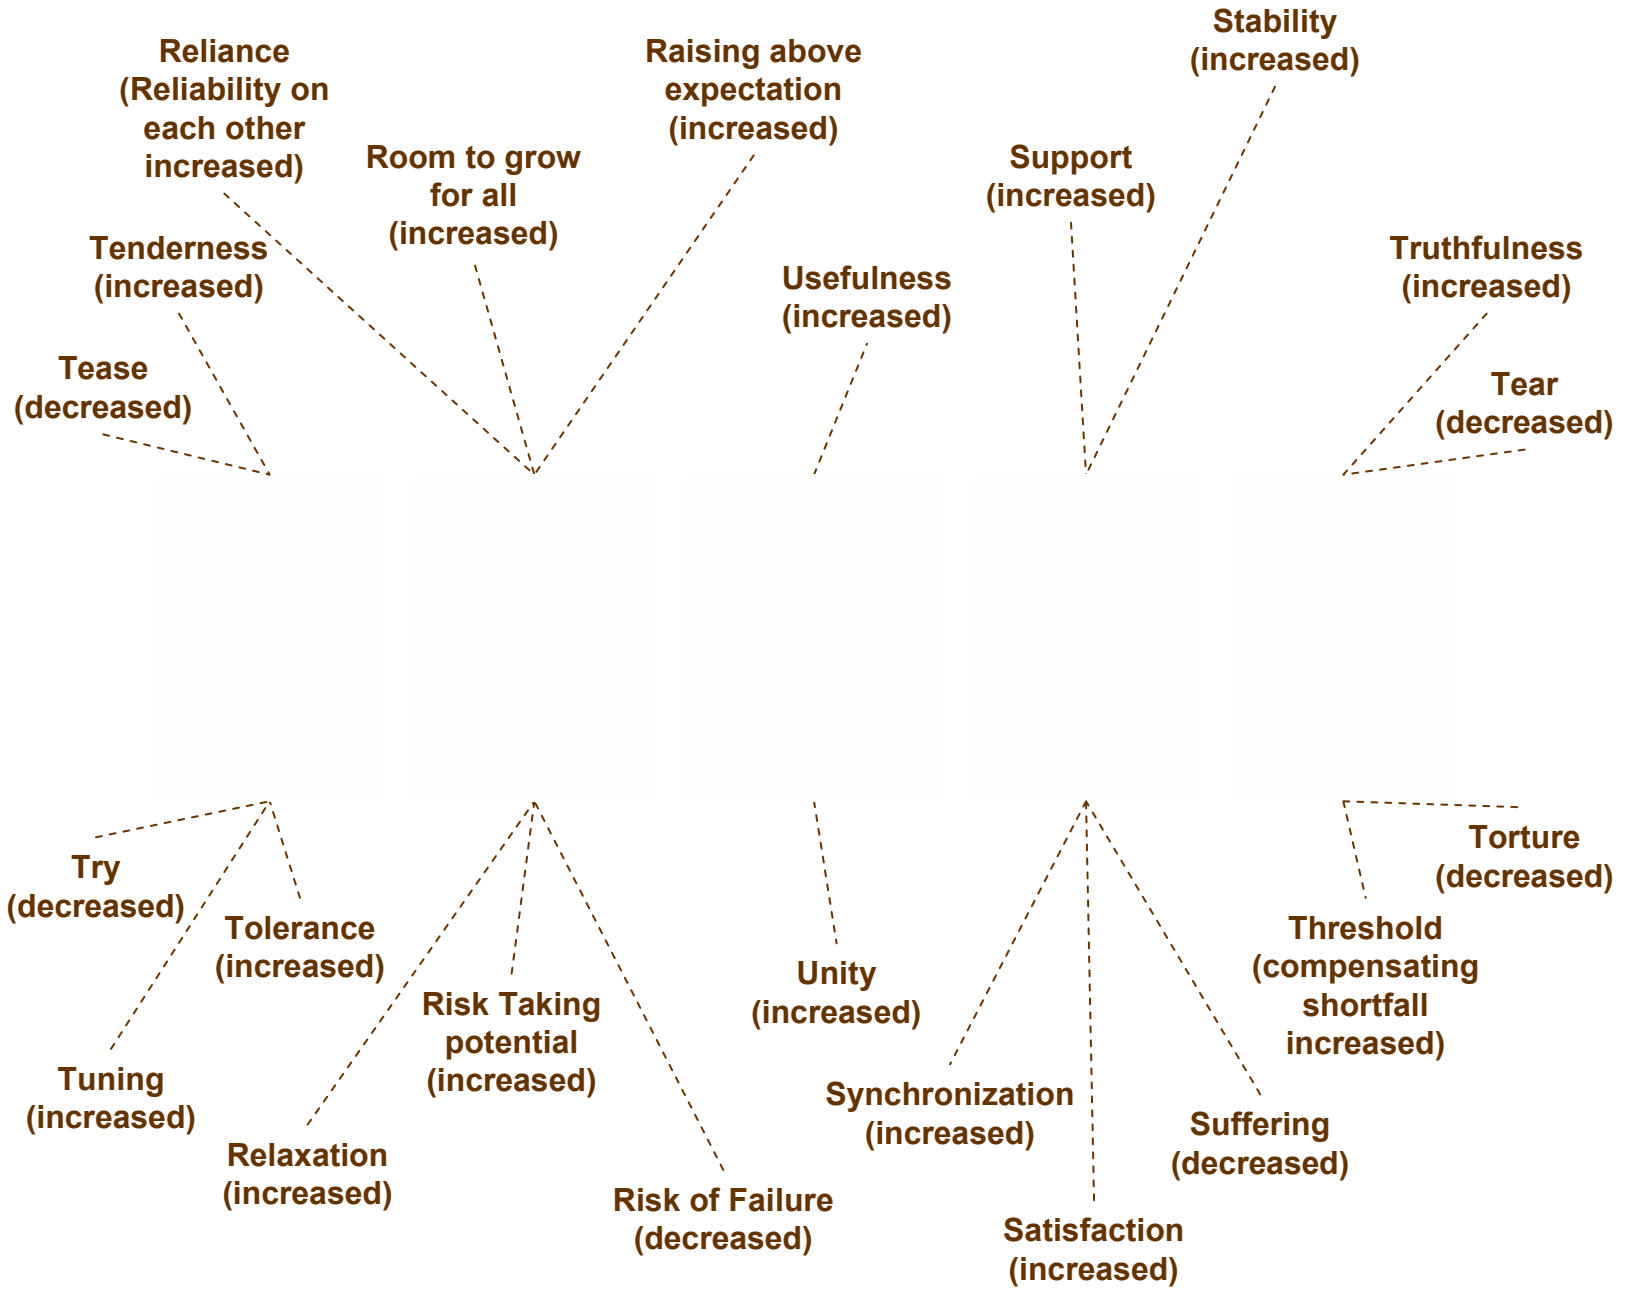 Stability
(increased)
Reliance
(Reliability on
each other
increased)
Raising above
expectation
(increased)
Room to grow
for all
(increased)
Support
(increased)
Tenderness
(increased)
Truthfulness
(increased)
Usefulness
(increased)
Tease
(decreased)
Tear
(decreased)
Try
(decreased)
Torture
(decreased)
Tolerance
(increased)
Threshold
(compensating
shortfall
increased)
Unity
(increased)
Risk Taking
potential
(increased)
Tuning
(increased)
Synchronization
(increased)
Suffering
(decreased)
Relaxation
(increased)
Risk of Failure
(decreased)
Satisfaction
(increased)